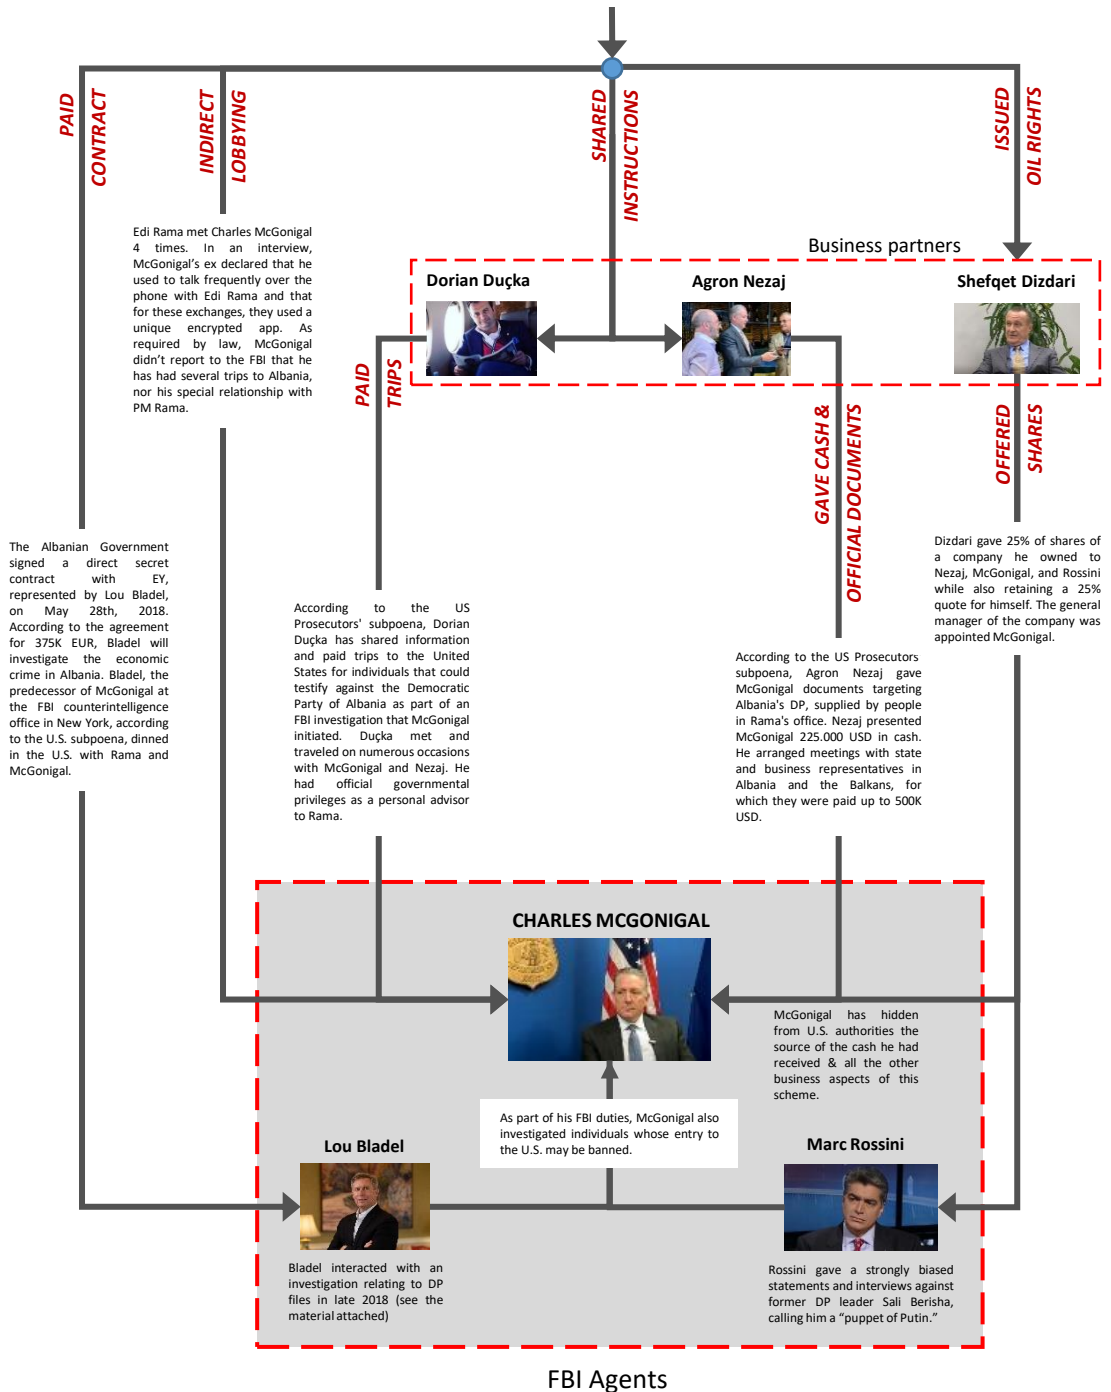 PAID
CONTRACT
INDIRECT
LOBBYING
SHARED
INSTRUCTIONS
ISSUED
OIL RIGHTS
Edi Rama met Charles McGonigal
4 times. In an interview,
McGonigal's ex declared that he
used to talk frequently over the
phone with Edi Rama and that
for these exchanges, they used a
unique encrypted app. As
required by law, McGonigal
didn't report to the FBI that he
has had several trips to Albania,
nor his special relationship with
PM Rama.
Business partners
Dorian Duçka
Agron Nezaj
Shefqet Dizdari
PAID
TRIPS
GAVE CASH &
OFFICIAL DOCUMENTS
OFFERED
SHARES
The Albanian Government
signed a direct secret
contract with EY,
represented by Lou Bladel,
on May 28th, 2018.
According to the agreement
for 375K EUR, Bladel will
investigate the economic
crime in Albania. Bladel, the
predecessor of McGonigal at
the FBI counterintelligence
office in New York, according
to the U.S. subpoena, dinned
in the U.S. with Rama and
McGonigal.
According to the US
Prosecutors' subpoena, Dorian
Duçka has shared information
and paid trips to the United
States for individuals that could
testify against the Democratic
Party of Albania as part of an
FBI investigation that McGonigal
initiated. Duçka met and
traveled on numerous occasions
with McGonigal and Nezaj. He
had official governmental
privileges as a personal advisor
to Rama.
According to the US Prosecutors
subpoena, Agron Nezaj gave
McGonigal documents targeting
Albania's DP, supplied by people
in Rama's office. Nezaj presented
McGonigal 225.000 USD in cash.
He arranged meetings with state
and business representatives in
Albania and the Balkans, for
which they were paid up to 500K
USD.
Dizdari gave 25% of shares of
a company he owned to
Nezaj, McGonigal, and Rossini
while also retaining a 25%
quote for himself. The general
manager of the company was
appointed McGonigal.
CHARLES MCGONIGAL
McGonigal has hidden
from U.S. authorities the
source of the cash he had
received & all the other
business aspects of this
scheme.
As part of his FBI duties, McGonigal also
investigated individuals whose entry to
the U.S. may be banned.
Lou Bladel
Marc Rossini
Bladel interacted with an
investigation relating to DP
files in late 2018 (see the
material attached)
Rossini gave a strongly biased
statements and interviews against
former DP leader Sali Berisha,
calling him a “puppet of Putin.”
FBI Agents